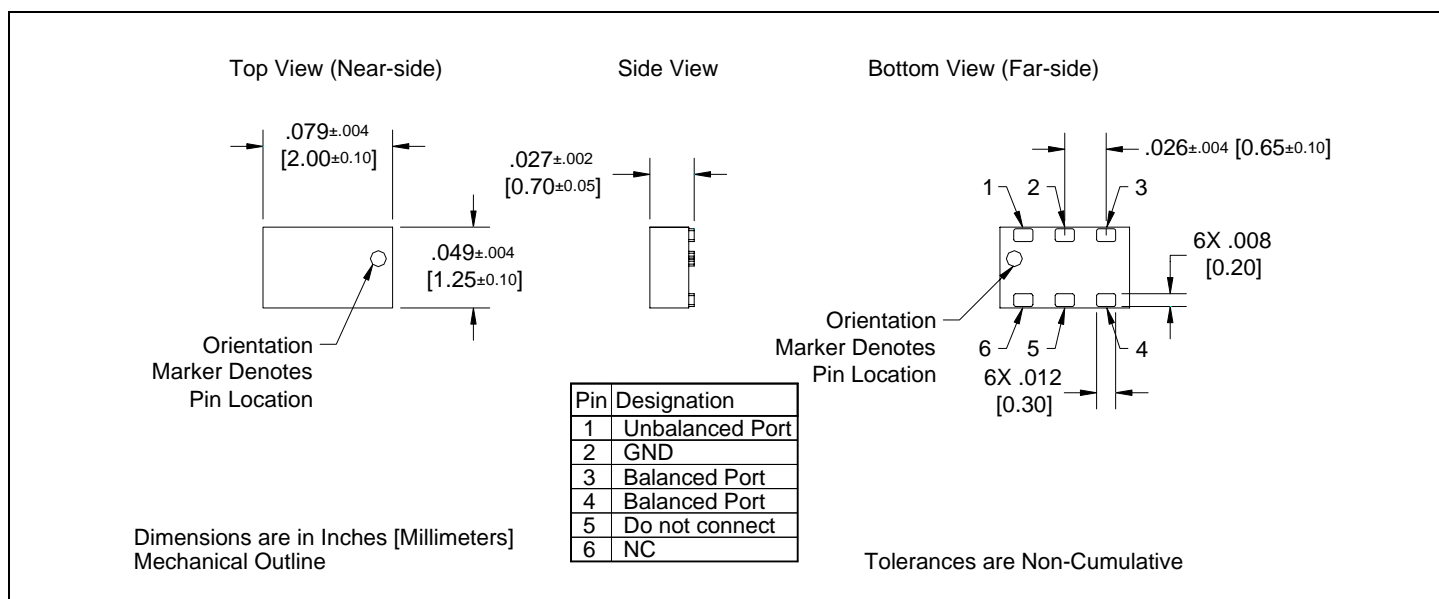 Top View (Near-side)
Side View
Bottom View (Far-side)
.079±.004
[2.00±0.10]
.049±.004
[1.25±0.10]
Orientation
Marker Denotes
Pin Location
.027±.002
[0.70±0.05]
.026±.004 [0.65±0.10]
1 2 3
6X .008
[0.20]
Orientation
Marker Denotes
Pin Location
6 5 4
6X .012
[0.30]
Pin Designation
1 Unbalanced Port
2 GND
3 Balanced Port
4 Balanced Port
5 Do not connect
6 NC
Dimensions are in Inches [Millimeters]
Mechanical Outline
Tolerances are Non-Cumulative